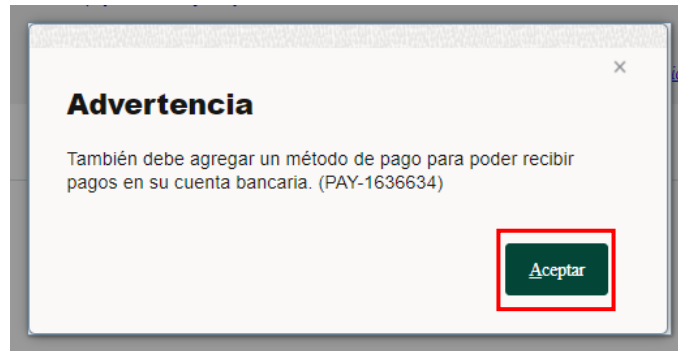 Advertencia
También debe agregar un método de pago para poder recibir
pagos en su cuenta bancaria. (PAY-1636634)
Aceptar